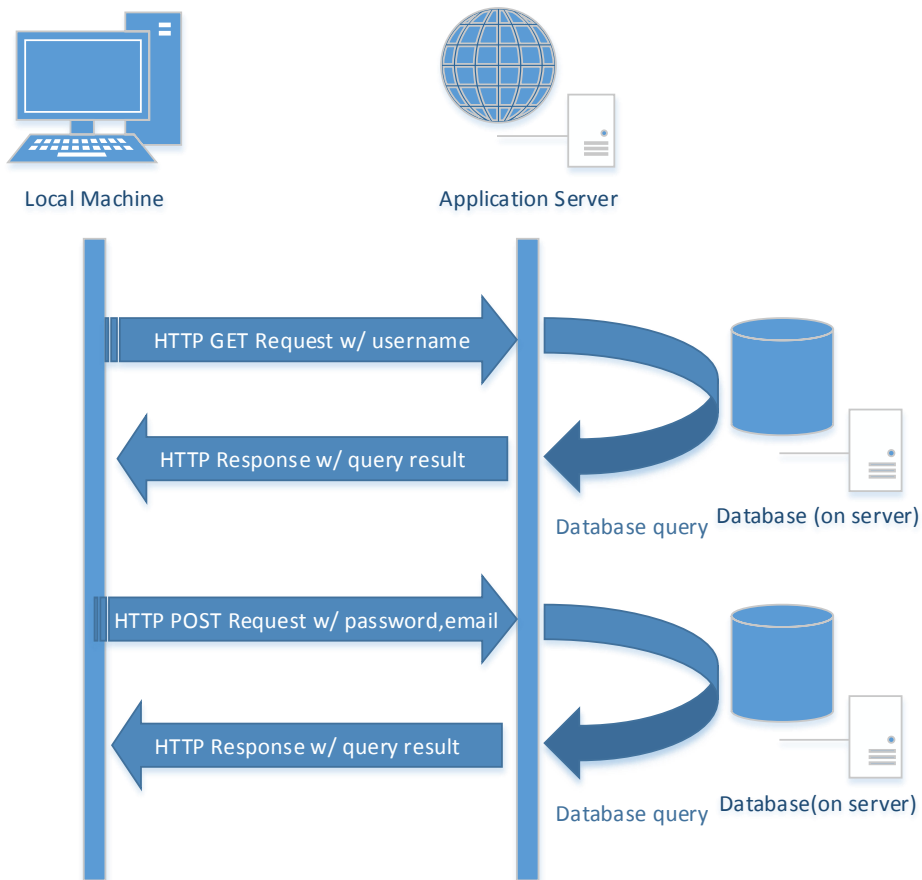 Local Machine
Application Server
HTTP GET Request w/ username
HTTP Response w/ query result
Database query
Database (on server)
HTTP POST Request w/ password,email
HTTP Response w/ query result
Database query
Database(on server)